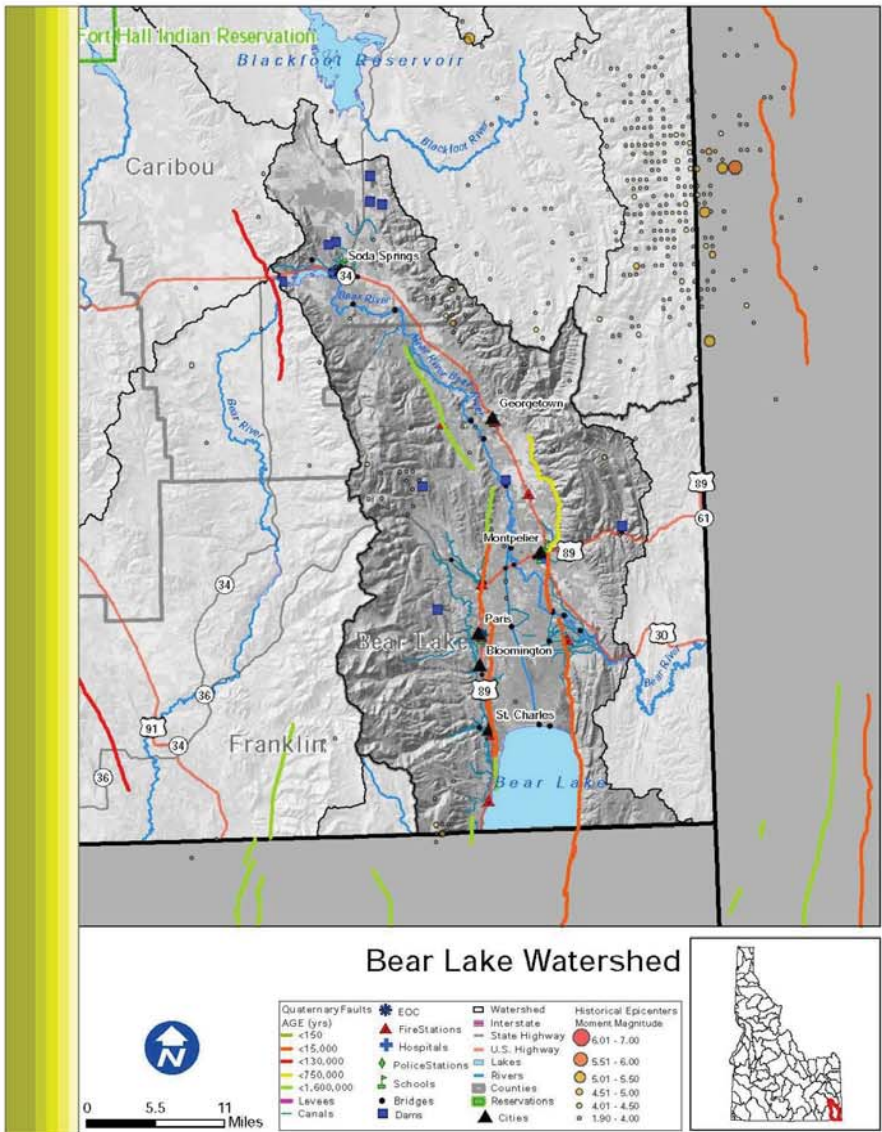 Fort Hall Indian Reservation
Blackfoot Reservoir
Blackfoot River
Caribou
Soda Springs
34
Bear River
Bear River
Bear River
Georgetown
89
61
Montpelier
89
34
Paris
Bear Lake
Bloomington
30
Bear River
36
89
91
St. Charles
34
Franklin
36
Bear Lake
Bear Lake Watershed
N
0 5.5 11
Miles
Quaternary Faults
AGE (yrs)
<150
<15,000
<130,000
<750,000
<1,600,000
Levees
Canals
EOC
FireStations
Hospitals
PoliceStations
Schools
Bridges
Dams
Watershed
Interstate
State Highway
U.S. Highway
Lakes
Rivers
Counties
Reservations
Cities
Historical Epicenters
Moment Magnitude
6.01 - 7.00
5.51 - 6.00
5.01 - 5.50
4.51 - 5.00
4.01 - 4.50
1.90 - 4.00